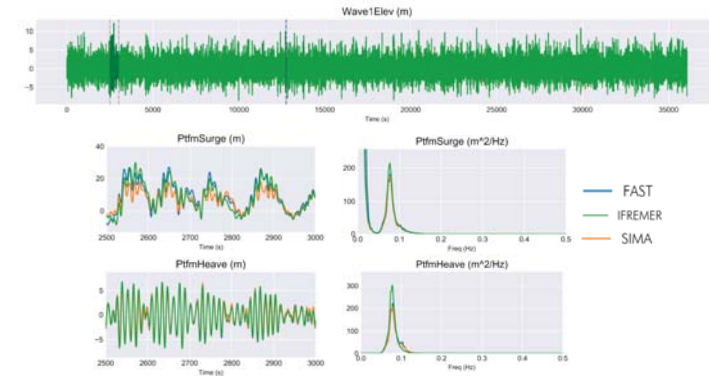 Wave1Elev (m)
10
5
0
−5
0 5000 10000 15000 20000 25000 30000 35000
Time (s)
PtfmSurge (m)
40
20
0
2500 2600 2700 2800 2900 3000
Time (s)
PtfmSurge (m^2/Hz)
200
100
0
0.0 0.1 0.2 0.3 0.4 0.5
Freq (Hz)
FAST
IFREMER
SIMA
PtfmHeave (m)
5
0
−5
2500 2600 2700 2800 2900 3000
Time (s)
PtfmHeave (m^2/Hz)
300
200
100
0
0.0 0.1 0.2 0.3 0.4 0.5
Freq (Hz)